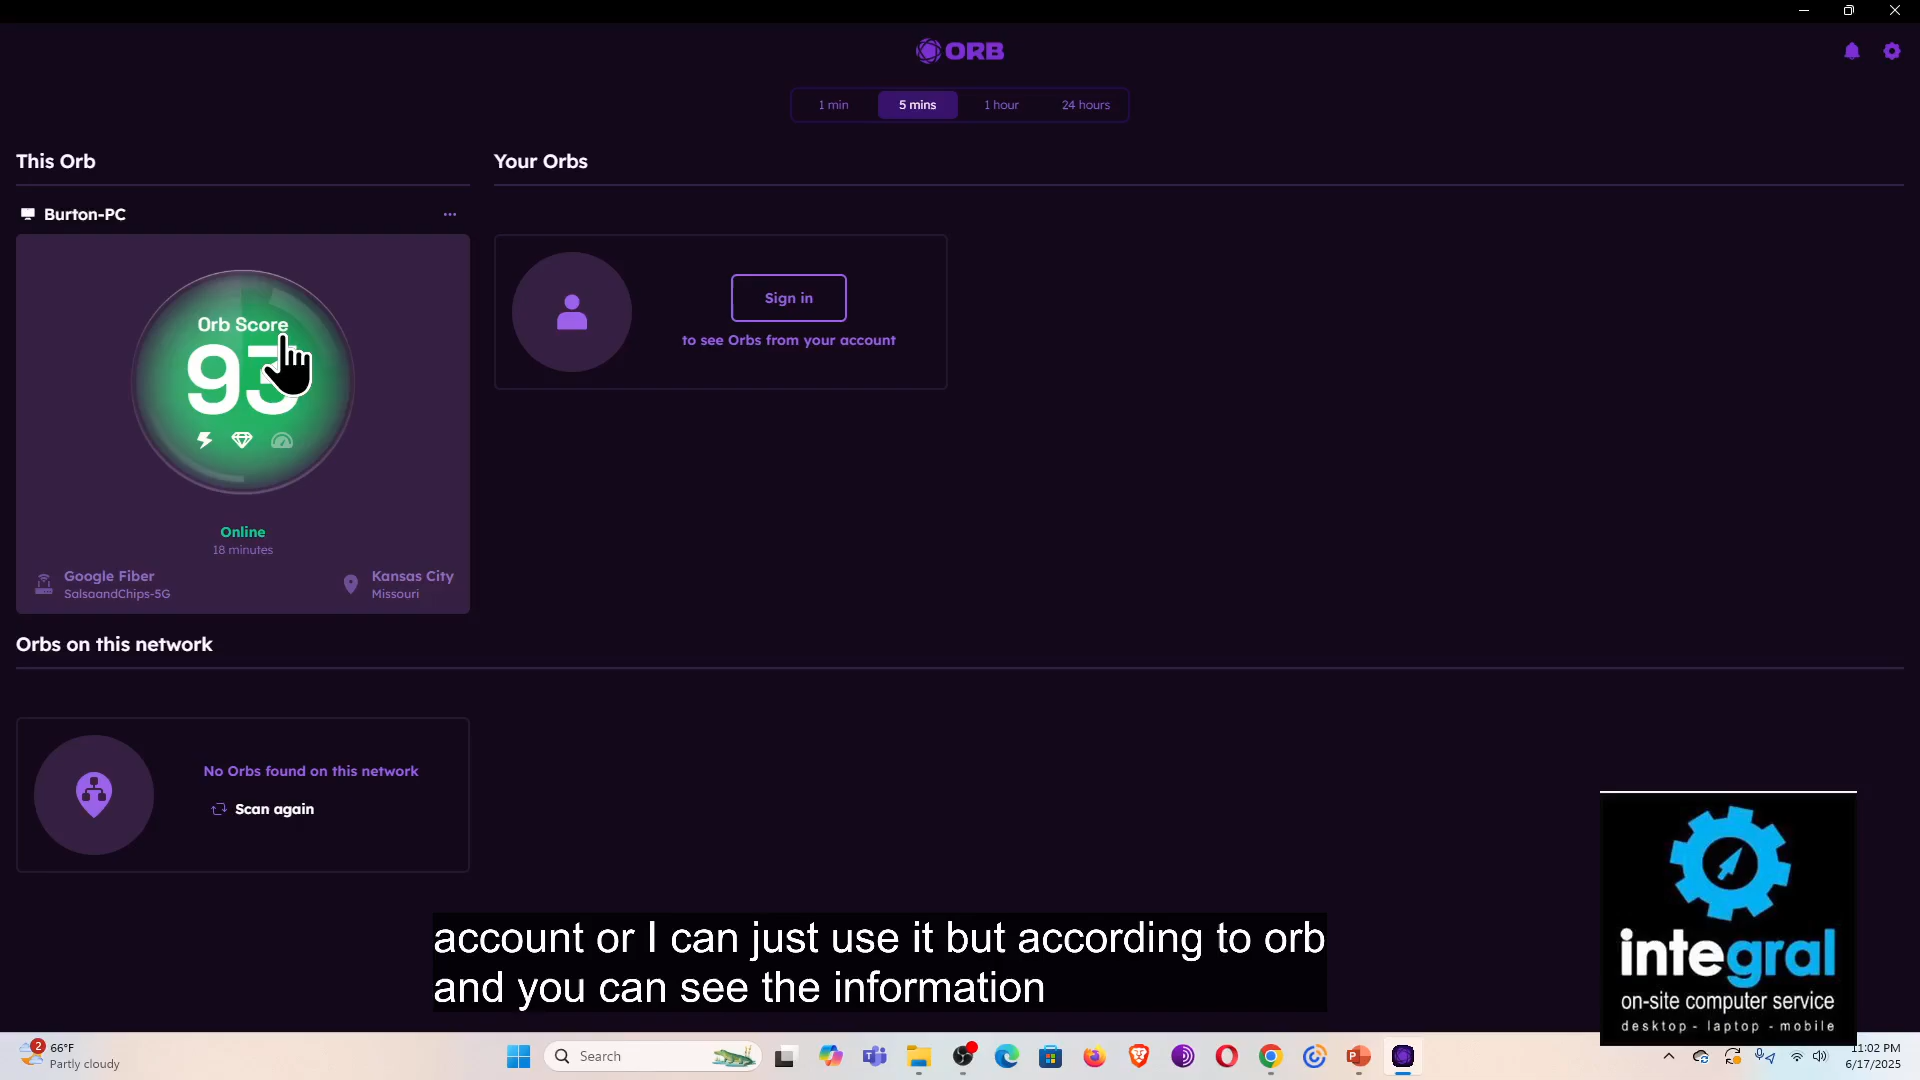 ORB
1 min
5 mins
1 hour
24 hours
This Orb
Your Orbs
Burton-PC
Orb Score
93
Online
18 minutes
Google Fiber
SalsaandChips-5G
Kansas City
Missouri
Sign in
to see Orbs from your account
Orbs on this network
No Orbs found on this network
Scan again
account or I can just use it but according to orb
and you can see the information
integral
on-site computer service
desktop - laptop - mobile
2
66°F
Partly cloudy
Search
11:02 PM
6/17/2025